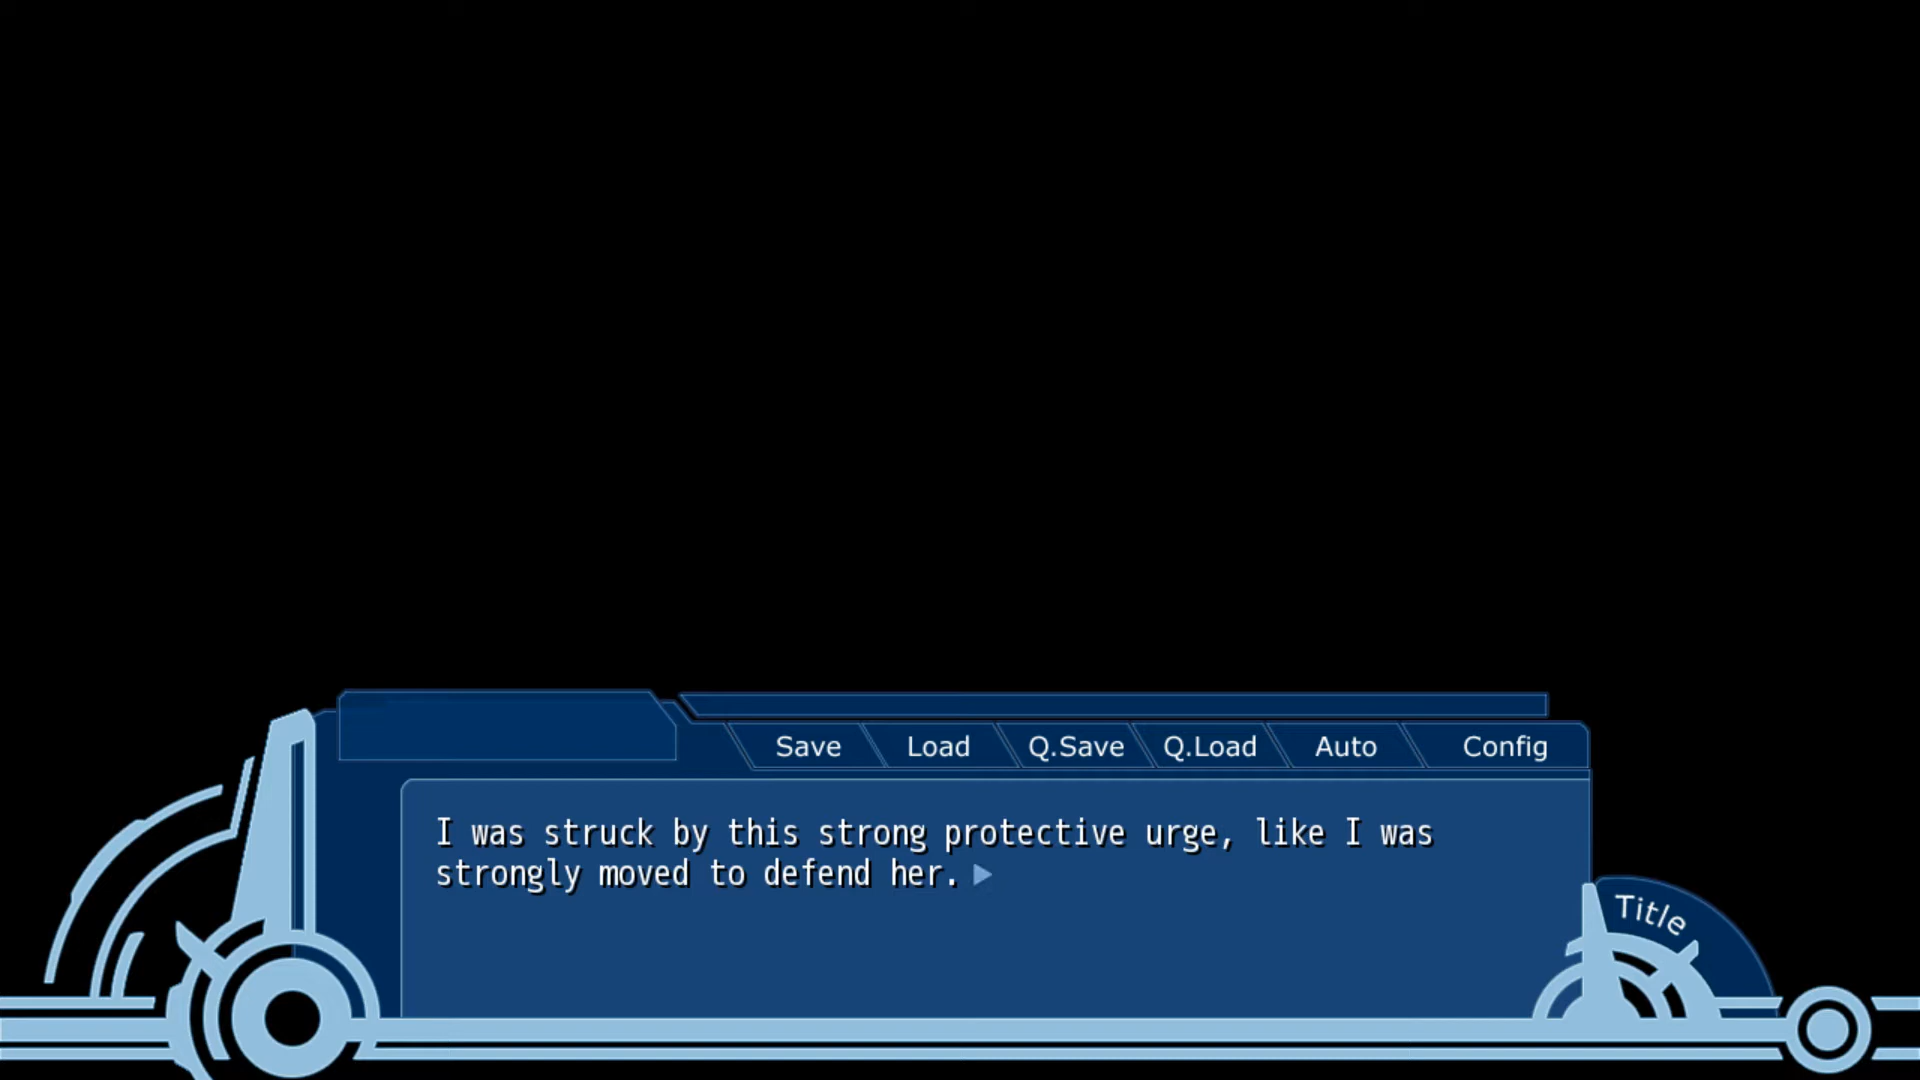 Save Load Q.Save Q.Load Auto Config
I was struck by this strong protective urge, like I was
strongly moved to defend her.
Title